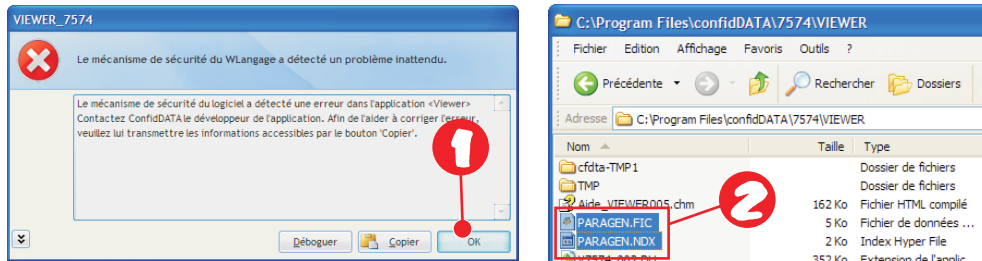 VIEWER_7574
Le mécanisme de sécurité du WLangage a détecté un problème inattendu.
Le mécanisme de sécurité du logiciel a détecté une erreur dans l'application <Viewer>
Contactez ConfidDATA le développeur de l'application. Afin de l'aider à corriger l'erreur,
veuillez lui transmettre les informations accessibles par le bouton 'Copier'.
1
Déboguer Copier OK
C:\Program Files\confidDATA\7574\VIEWER
Fichier Edition Affichage Favoris Outils ?
Précédente Rechercher Dossiers
Adresse C:\Program Files\confidDATA\7574\VIEWER
Nom Taille Type
cfdta-TMP1 Dossier de fichiers
TMP Dossier de fichiers
Aide_VIEWER005.chm 162 Ko Fichier HTML compilé
2
PARAGEN.FIC 5 Ko Fichier de données ...
PARAGEN.NDX 2 Ko Index Hyper File
352 Ko Extension de l'applic